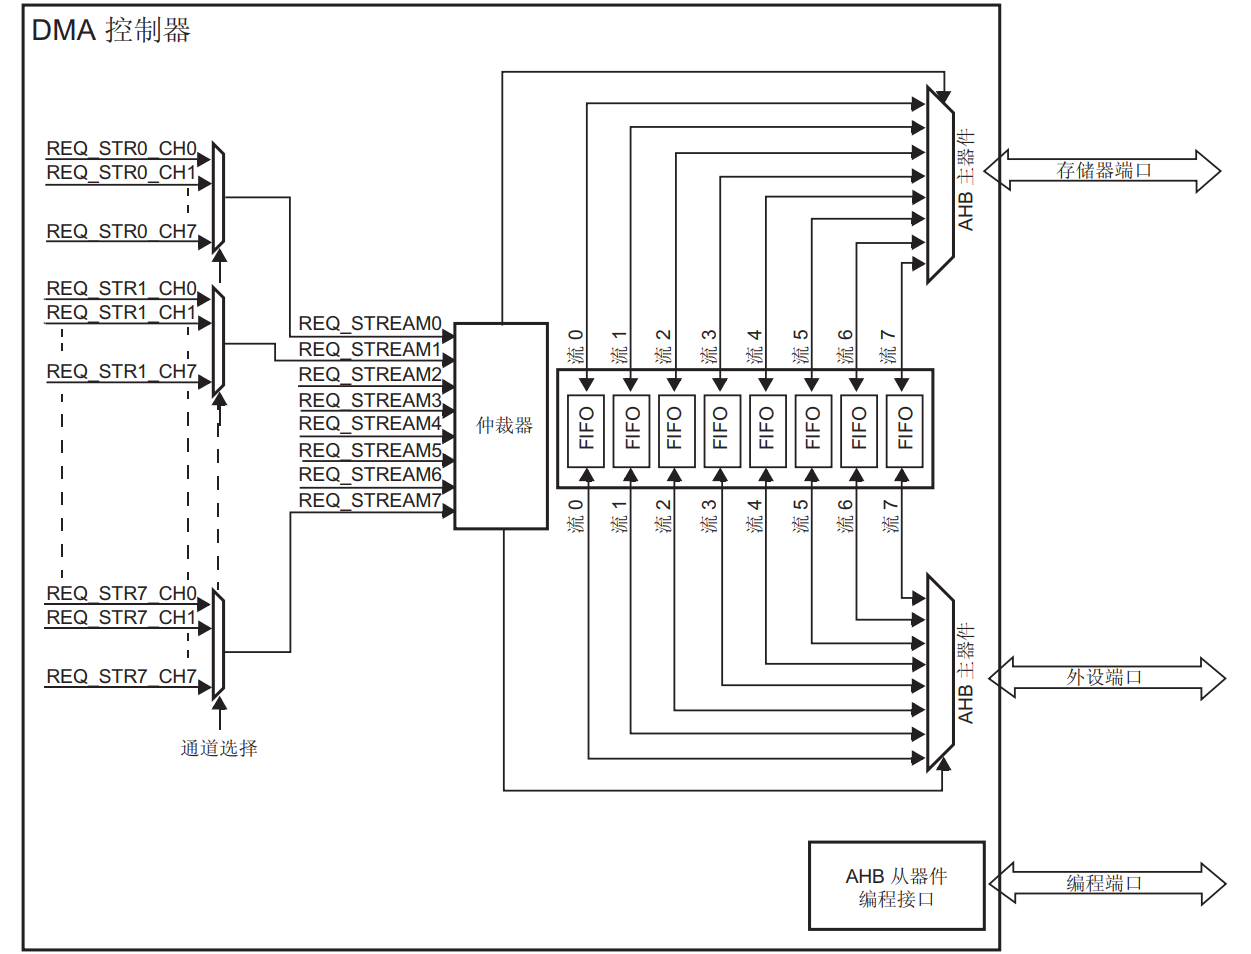 DMA 控制器
REQ_STR0_CH0
REQ_STR0_CH1
REQ_STR0_CH7
REQ_STR1_CH0
REQ_STR1_CH1
REQ_STR1_CH7
REQ_STR7_CH0
REQ_STR7_CH1
REQ_STR7_CH7
通道选择
REQ_STREAM0
REQ_STREAM1
REQ_STREAM2
REQ_STREAM3
REQ_STREAM4
REQ_STREAM5
REQ_STREAM6
REQ_STREAM7
仲裁器
流 0
流 1
流 2
流 3
流 4
流 5
流 6
流 7
FIFO
FIFO
FIFO
FIFO
FIFO
FIFO
FIFO
FIFO
流 0
流 1
流 2
流 3
流 4
流 5
流 6
流 7
AHB 主器件
存储器端口
AHB 主器件
外设端口
AHB 从器件
编程接口
编程端口